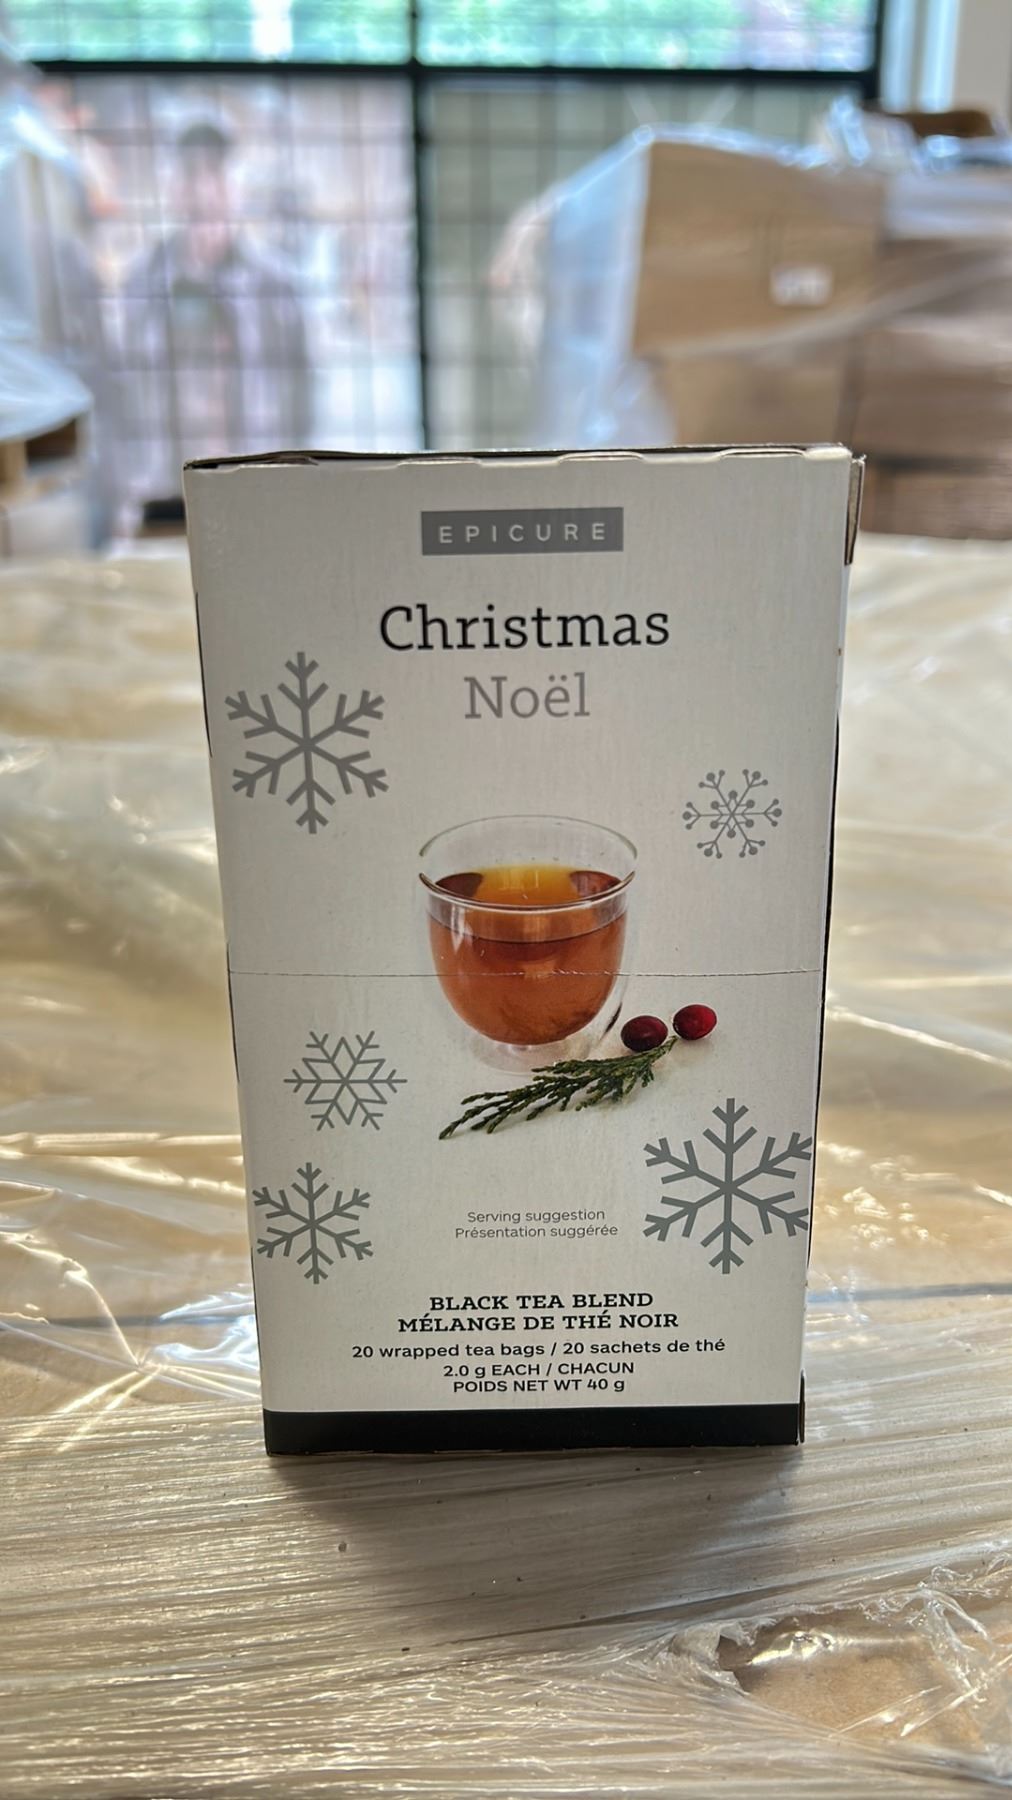 EPICURE
Christmas
Noël
Serving suggestion
Présentation suggérée
BLACK TEA BLEND
MÉLANGE DE THÉ NOIR
20 wrapped tea bags / 20 sachets de thé
2.0 g EACH / CHACUN
POIDS NET WT 40 g